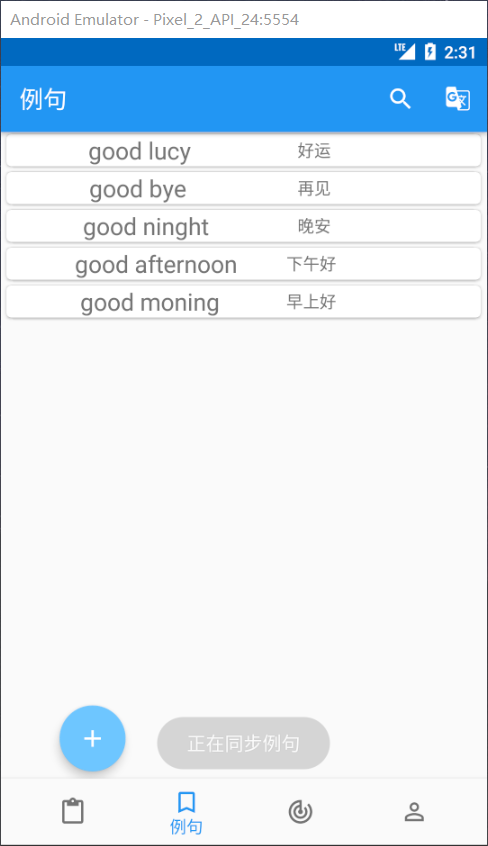 Android Emulator - Pixel_2_API_24:5554
LTE 2:31
例句
good lucy 好运
good bye 再见
good ninght 晚安
good afternoon 下午好
good moning 早上好
正在同步例句
例句